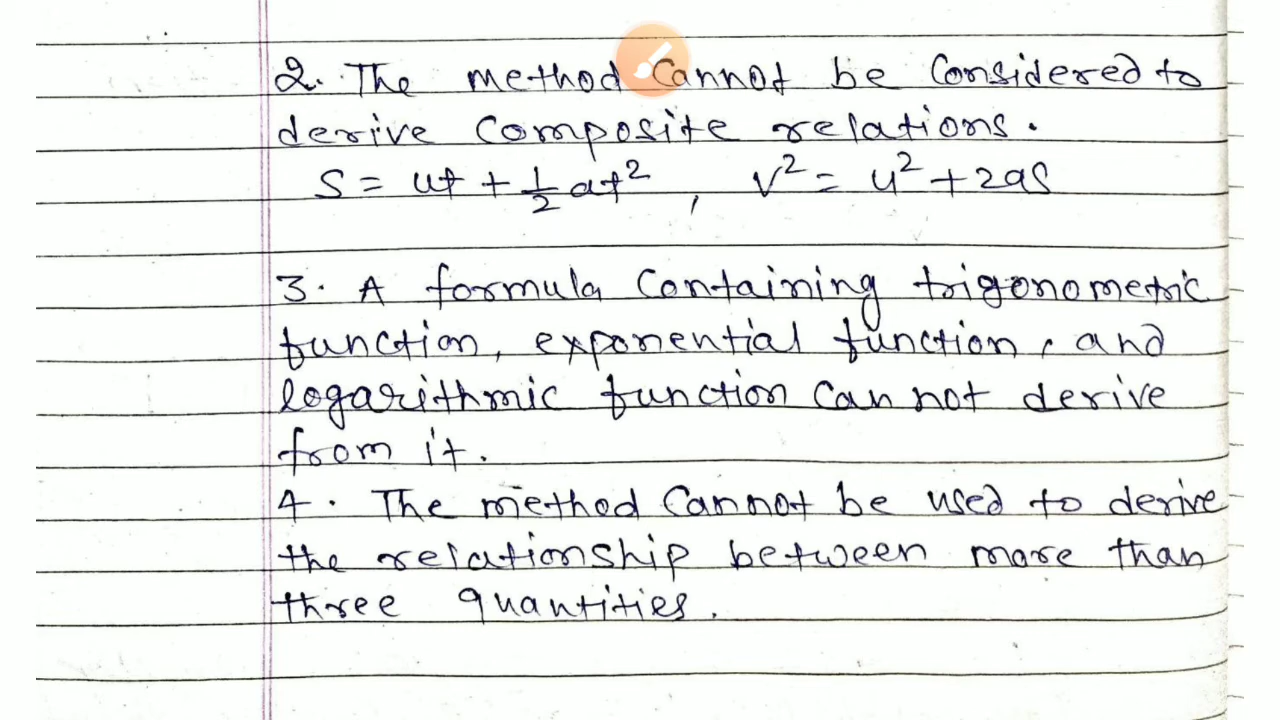 2. The method cannot be considered to
derive composite relations.
S = ut + 1/2 at², v² = u² + 2as
3. A formula containing trigonometric
function, exponential function, and
logarithmic function can not derive
from it.
4. The method cannot be used to derive
the relationship between more than
three quantities.